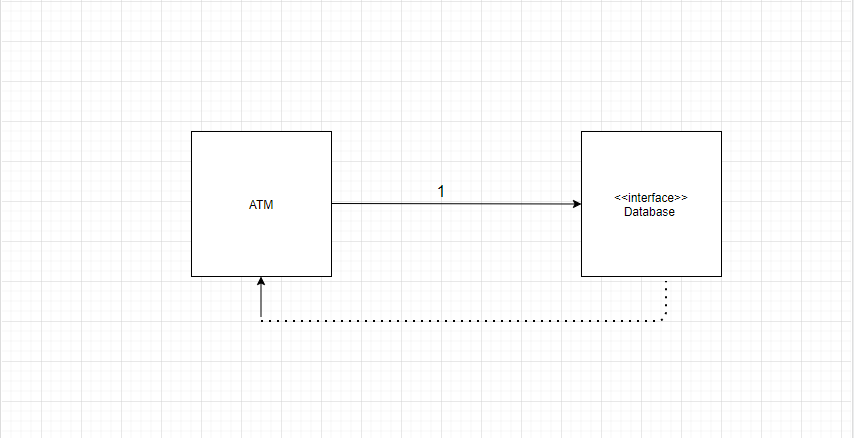 1
ATM
<<interface>>
Database